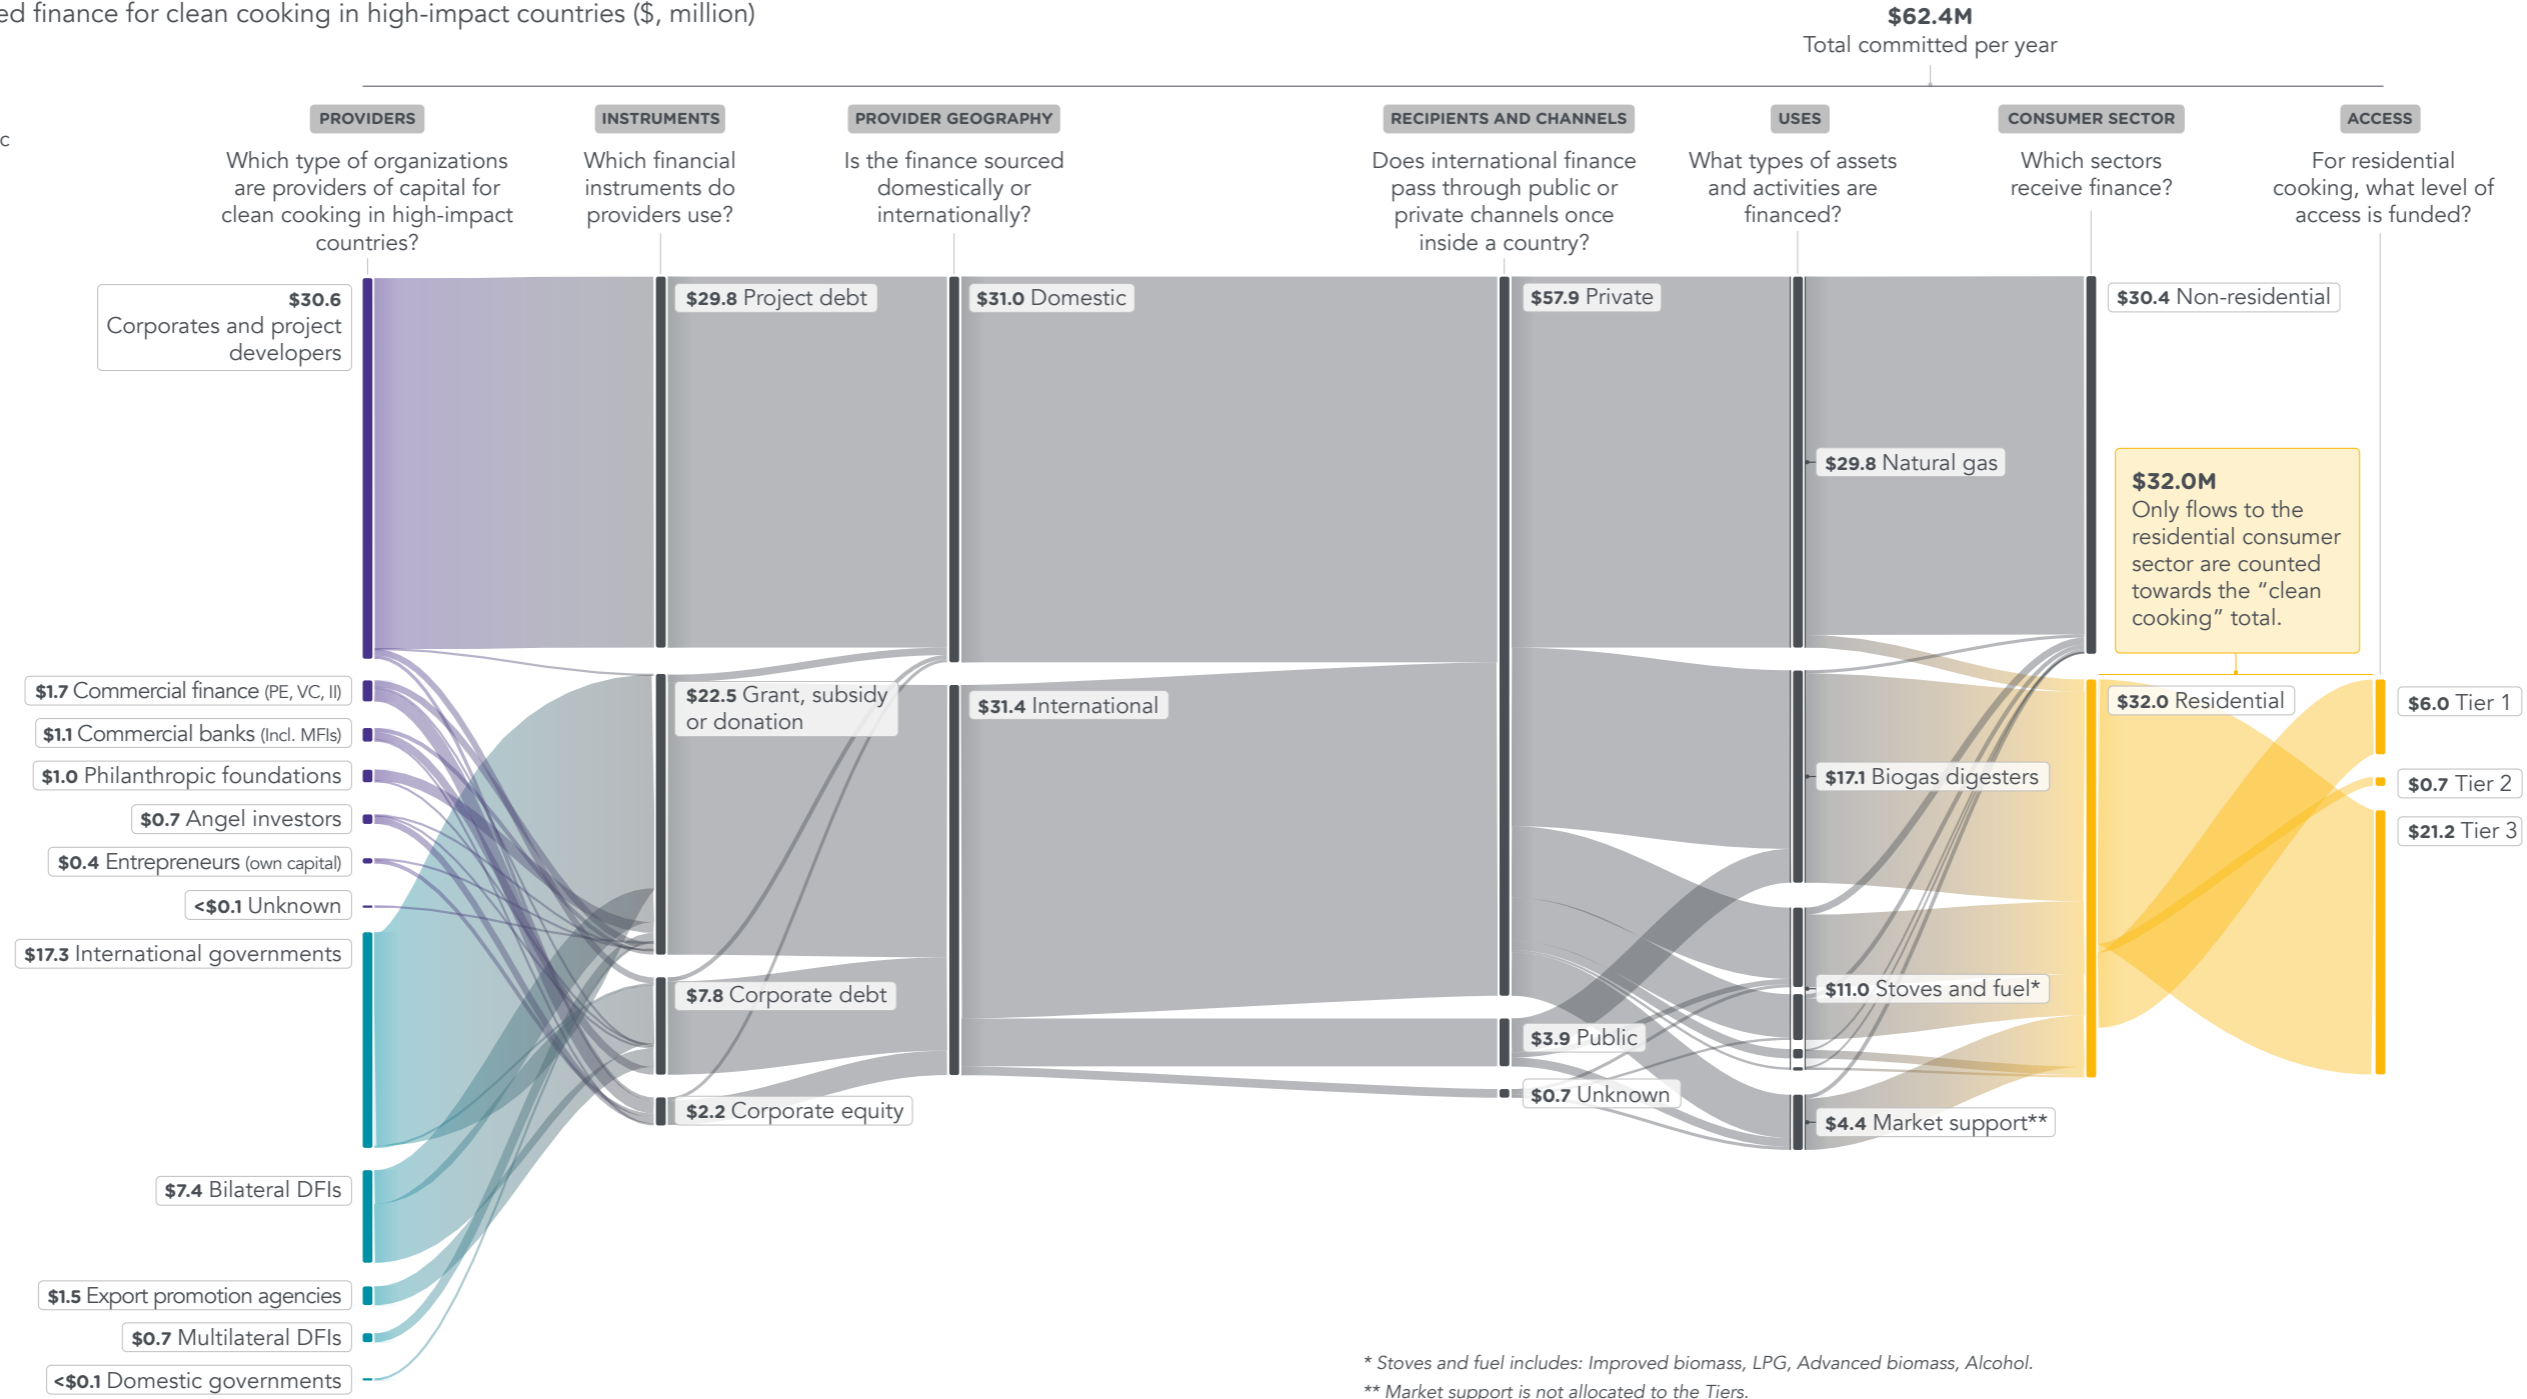 ed finance for clean cooking in high-impact countries ($, million)
$62.4M
Total committed per year
c
PROVIDERS
Which type of organizations
are providers of capital for
clean cooking in high-impact
countries?
INSTRUMENTS
Which financial
instruments do
providers use?
PROVIDER GEOGRAPHY
Is the finance sourced
domestically or
internationally?
RECIPIENTS AND CHANNELS
Does international finance
pass through public or
private channels once
inside a country?
USES
What types of assets
and activities are
financed?
CONSUMER SECTOR
Which sectors
receive finance?
ACCESS
For residential
cooking, what level of
access is funded?
$30.6
Corporates and project
developers
$1.7 Commercial finance (PE, VC, II)
$1.1 Commercial banks (Incl. MFIs)
$1.0 Philanthropic foundations
$0.7 Angel investors
$0.4 Entrepreneurs (own capital)
<$0.1 Unknown
$17.3 International governments
$7.4 Bilateral DFIs
$1.5 Export promotion agencies
$0.7 Multilateral DFIs
<$0.1 Domestic governments
$29.8 Project debt
$22.5 Grant, subsidy
or donation
$7.8 Corporate debt
$2.2 Corporate equity
$31.0 Domestic
$31.4 International
$57.9 Private
$3.9 Public
$0.7 Unknown
$29.8 Natural gas
$17.1 Biogas digesters
$11.0 Stoves and fuel*
$4.4 Market support**
$30.4 Non-residential
$32.0M
Only flows to the
residential consumer
sector are counted
towards the “clean
cooking” total.
$32.0 Residential
$6.0 Tier 1
$0.7 Tier 2
$21.2 Tier 3
* Stoves and fuel includes: Improved biomass, LPG, Advanced biomass, Alcohol.
** Market support is not allocated to the Tiers.